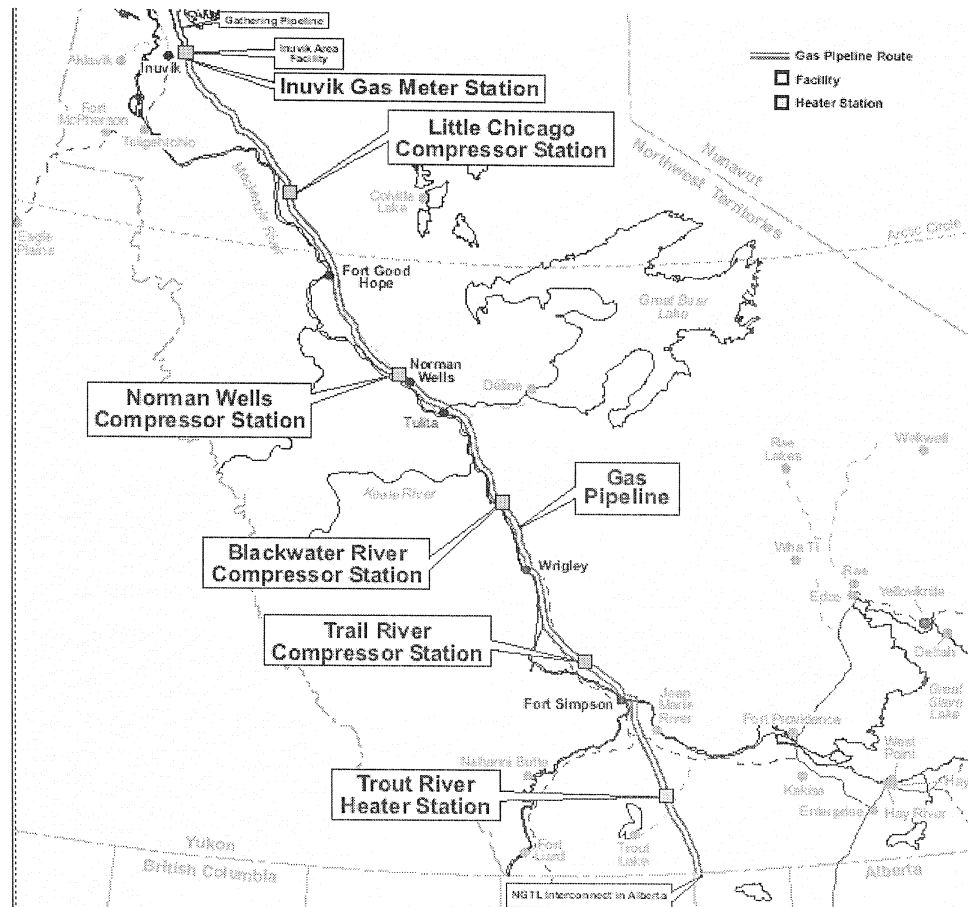 Gathering Pipeline
Inuvik Area
Facility
Aklavik
Inuvik
Inuvik Gas Meter Station
Gas Pipeline Route
Facility
Heater Station
Fort
McPherson
Tsiigehtchic
Little Chicago
Compressor Station
Nunavut
Northwest Territories
Mackenzie River
Colville
Lake
Eagle
Plains
Arctic Circle
Fort Good
Hope
Great Bear
Lake
Norman
Wells
Déline
Norman Wells
Compressor Station
Tulita
Rae
Lakes
Wekweti
Keele River
Gas
Pipeline
Blackwater River
Compressor Station
Wrigley
Wha Ti
Rae
Edzo
Yellowknife
Dettah
Trail River
Compressor Station
Fort Simpson
Jean
Marie
River
Great
Slave
Lake
Fort Providence
West
Point
Nahanni Butte
Kakisa
Hay
Trout River
Heater Station
Enterprise
Hay River
Fort
Liard
Trout
Lake
Yukon
British Columbia
Alberta
NGTL Interconnect in Alberta